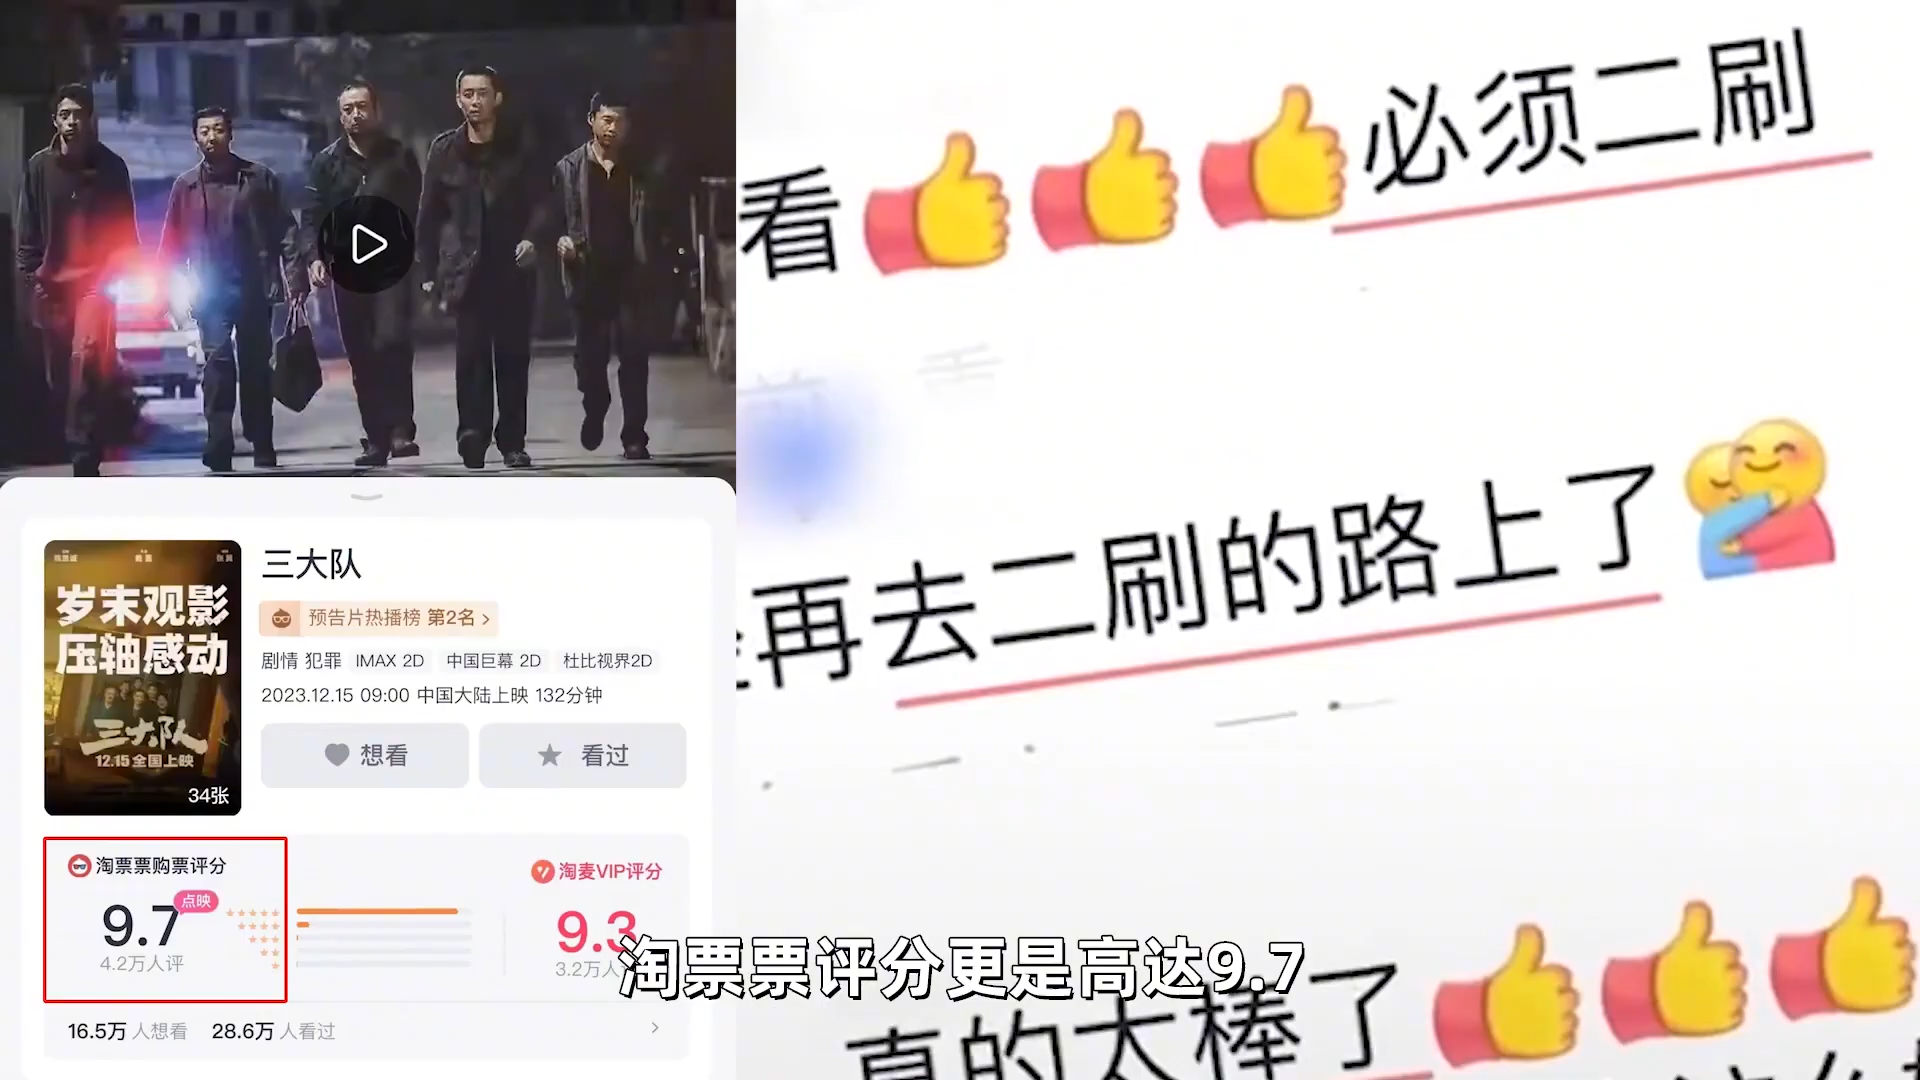 岁末观影
压轴感动
三大队
12.15 全国上映
34张
三大队
预告片热播榜 第2名 >
剧情 犯罪 IMAX 2D 中国巨幕 2D 杜比视界2D
2023.12.15 09:00 中国大陆上映 132分钟
想看
看过
淘票票购票评分
9.7
点映
4.2万人评
淘麦VIP评分
9.3
3.2万人
16.5万 人想看 28.6万 人看过
看👍👍👍必须二刷
再去二刷的路上了
真的太棒了👍👍👍
淘票票评分更是高达9.7